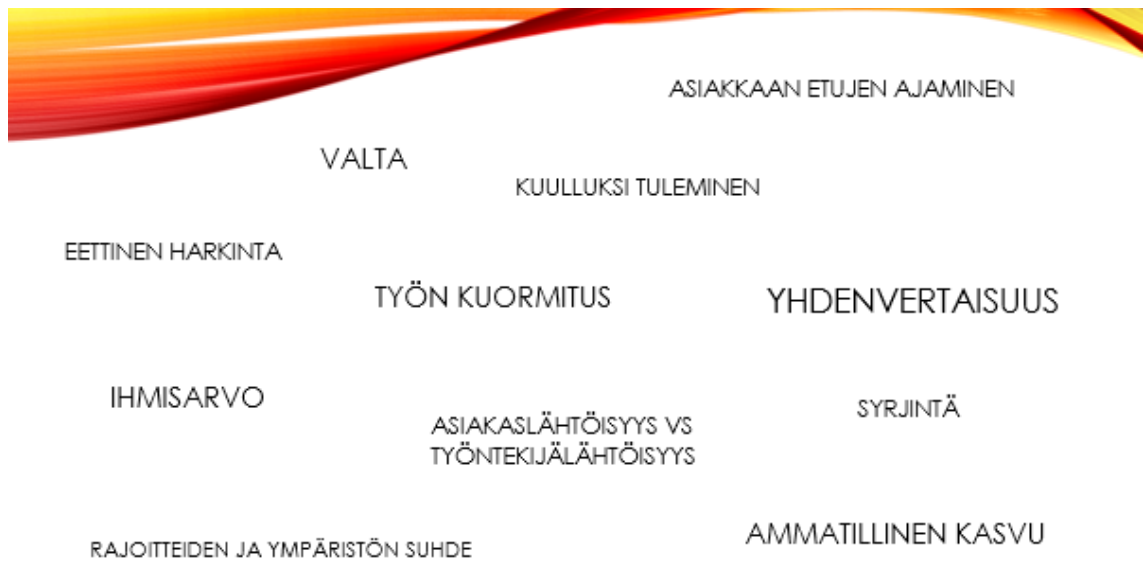 ASIAKKAAN ETUJEN AJAMINEN
VALTA
KUULLUKSI TULEMINEN
EETTINEN HARKINTA
TYÖN KUORMITUS
YHDENVERTAISUUS
IHMISARVO
ASIAKASLÄHTÖISYYS VS
TYÖNTEKIJÄLÄHTÖISYYS
SYRJINTÄ
AMMATILLINEN KASVU
RAJOITTEIDEN JA YMPÄRISTÖN SUHDE